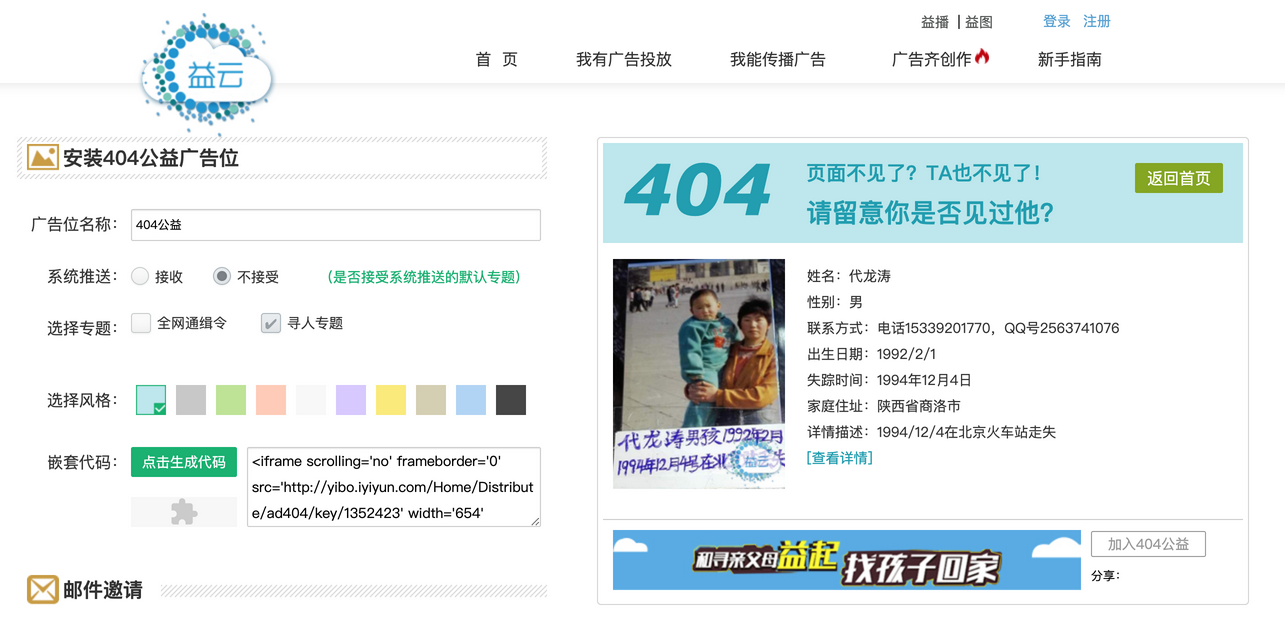 益播 | 益图 登录 注册
益云
首 页 我有广告投放 我能传播广告 广告齐创作 新手指南
安装404公益广告位
广告位名称： 404公益
系统推送： 接收 不接受 （是否接受系统推送的默认专题）
选择专题： 全网通缉令 寻人专题
选择风格：
嵌套代码： 点击生成代码
<iframe scrolling='no' frameborder='0'
src='http://yibo.iyiyun.com/Home/Distribut
e/ad404/key/1352423' width='654'
邮件邀请
404
页面不见了？TA也不见了！
请留意你是否见过他？
返回首页
代龙涛男孩1992年2月
1994年12月4号在北
益云
失
姓名：代龙涛
性别：男
联系方式：电话15339201770，QQ号2563741076
出生日期：1992/2/1
失踪时间：1994年12月4日
家庭住址：陕西省商洛市
详情描述：1994/12/4在北京火车站走失
[查看详情]
和寻亲父母益起找孩子回家
加入404公益
分享：